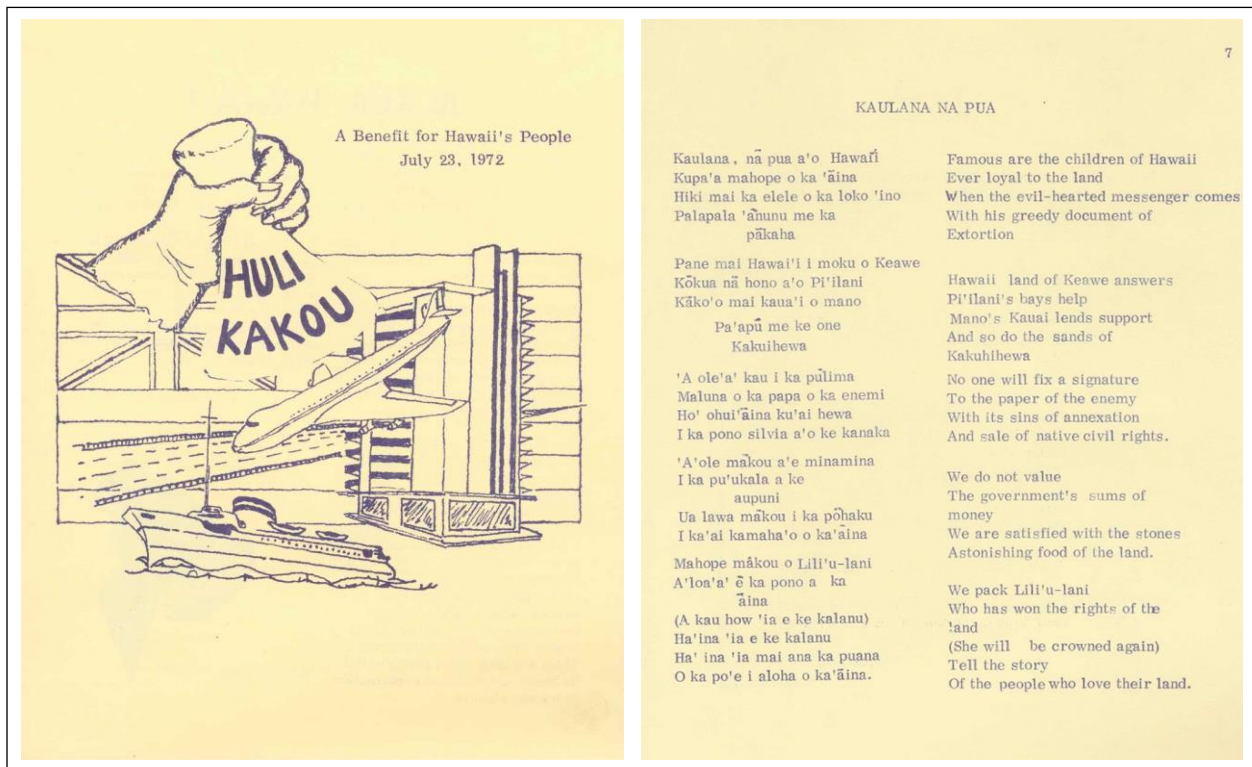 A Benefit for Hawaii's People
July 23, 1972
HULI
KAKOU
7
KAULANA NA PUA
Kaulana, nā pua a'o Hawai'i
Kupa'a mahope o ka 'āina
Hiki mai ka elele o ka loko 'ino
Palapala 'ānunu me ka
pākaha
Pane mai Hawai'i i moku o Keawe
Kōkua nā hono a'o Pi'ilani
Kāko'o mai kaua'i o mano
Pa'apū me ke one
Kakuihewa
'A ole'a' kau i ka pūlima
Maluna o ka papa o ka enemi
Ho' ohui'āina ku'ai hewa
I ka pono silvia a'o ke kanaka
'A'ole mākou a'e minamina
I ka pu'ukala a ke
aupuni
Ua lawa mākou i ka pōhaku
I ka'ai kamaha'o o ka'āina
Mahope mākou o Lili'u-lani
A'loa'a' ē ka pono a ka
āina
(A kau how 'ia e ke kalanu)
Ha'ina 'ia e ke kalanu
Ha' ina 'ia mai ana ka puana
O ka po'e i aloha o ka'āina.
Famous are the children of Hawaii
Ever loyal to the land
When the evil-hearted messenger comes
With his greedy document of
Extortion
Hawaii land of Keawe answers
Pi'ilani's bays help
Mano's Kauai lends support
And so do the sands of
Kakuhihewa
No one will fix a signature
To the paper of the enemy
With its sins of annexation
And sale of native civil rights.
We do not value
The government's sums of
money
We are satisfied with the stones
Astonishing food of the land.
We pack Lili'u-lani
Who has won the rights of the
land
(She will be crowned again)
Tell the story
Of the people who love their land.